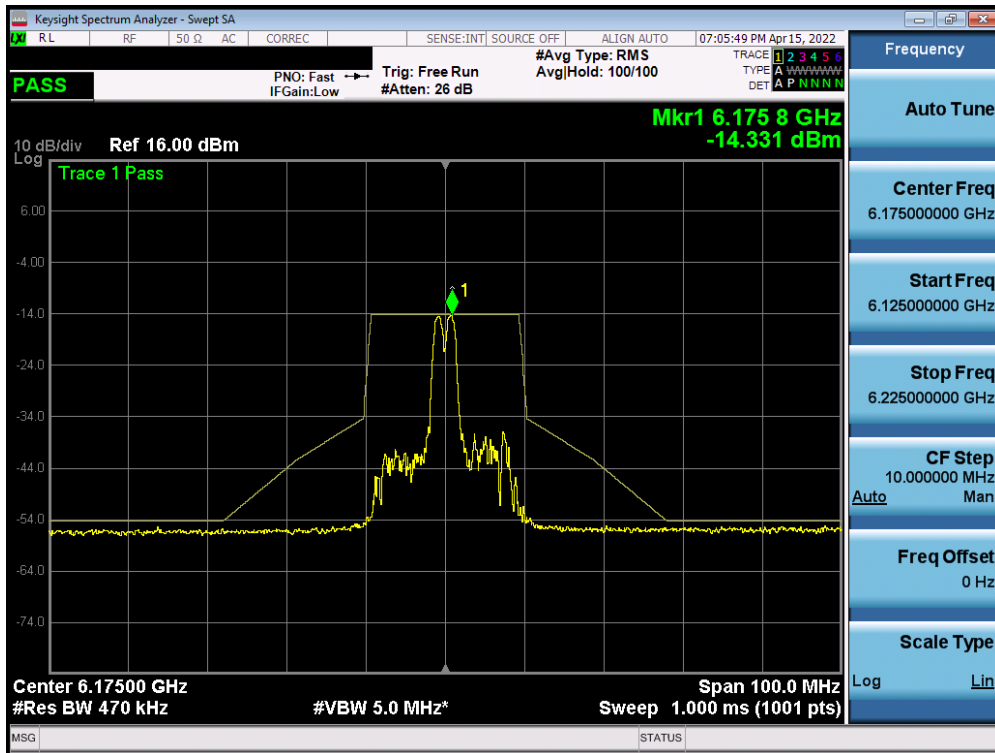 Keysight Spectrum Analyzer - Swept SA
LXI RL RF 50 Ω AC CORREC SENSE:INT SOURCE OFF ALIGN AUTO 07:05:49 PM Apr 15, 2022
PASS
PNO: Fast
IFGain:Low
Trig: Free Run
#Atten: 26 dB
#Avg Type: RMS
Avg|Hold: 100/100
TRACE 1 2 3 4 5 6
TYPE A WWWWW
DET A P N N N N
Mkr1 6.175 8 GHz
-14.331 dBm
10 dB/div Ref 16.00 dBm
Log
Trace 1 Pass
1
6.00
-4.00
-14.0
-24.0
-34.0
-44.0
-54.0
-64.0
-74.0
Center 6.17500 GHz Span 100.0 MHz
#Res BW 470 kHz #VBW 5.0 MHz* Sweep 1.000 ms (1001 pts)
MSG STATUS
Frequency
Auto Tune
Center Freq
6.175000000 GHz
Start Freq
6.125000000 GHz
Stop Freq
6.225000000 GHz
CF Step
10.000000 MHz
Auto Man
Freq Offset
0 Hz
Scale Type
Log Lin